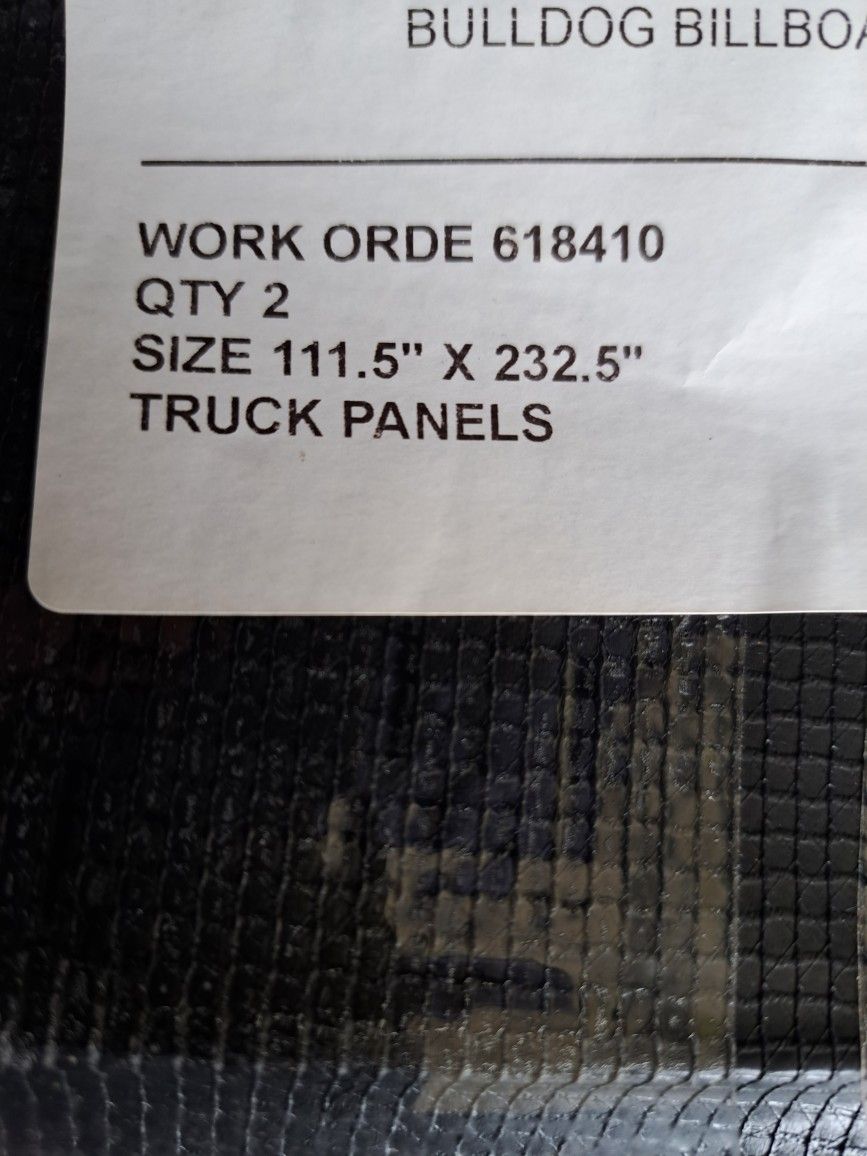 BULLDOG BILLBOA
WORK ORDE 618410
QTY 2
SIZE 111.5" X 232.5"
TRUCK PANELS